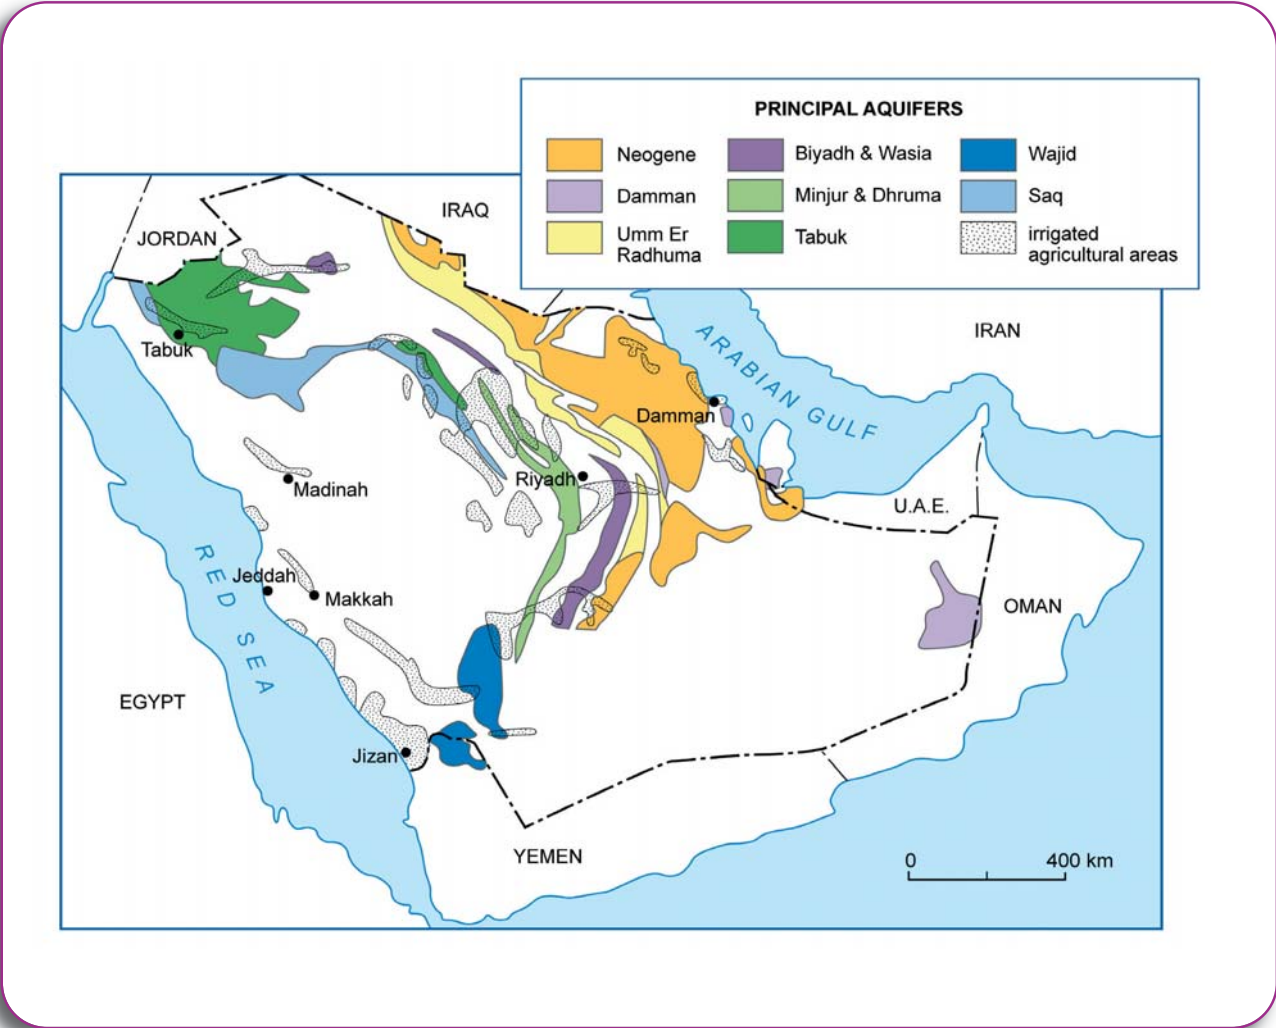 PRINCIPAL AQUIFERS
Neogene
Damman
Umm Er
Radhuma
Biyadh & Wasia
Minjur & Dhruma
Tabuk
Wajid
Saq
irrigated
agricultural areas
IRAQ
JORDAN
IRAN
Tabuk
ARABIAN GULF
Damman
Riyadh
Madinah
U.A.E.
RED SEA
Jeddah
Makkah
OMAN
EGYPT
Jizan
YEMEN
0 400 km